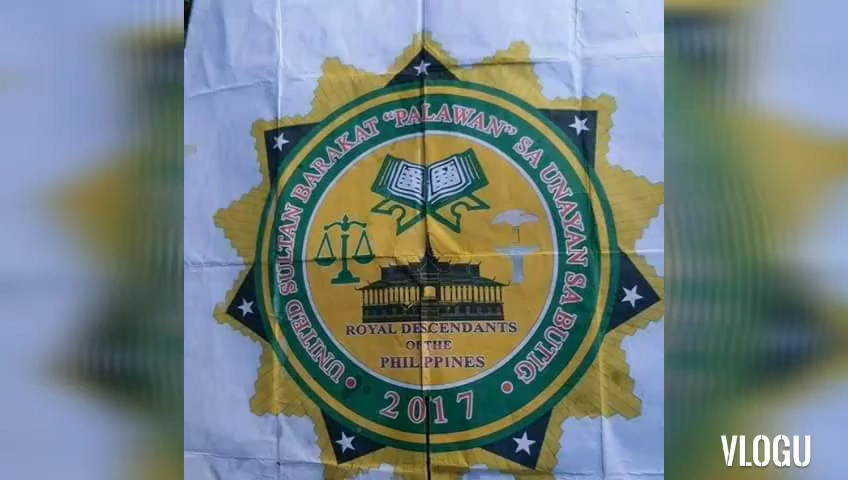 • UNITED SULTAN BARAKAT "PALAWAN" SA UNAYAN SA BUTIG •
ROYAL DESCENDANTS
OF THE
PHILIPPINES
2017
VLOGU